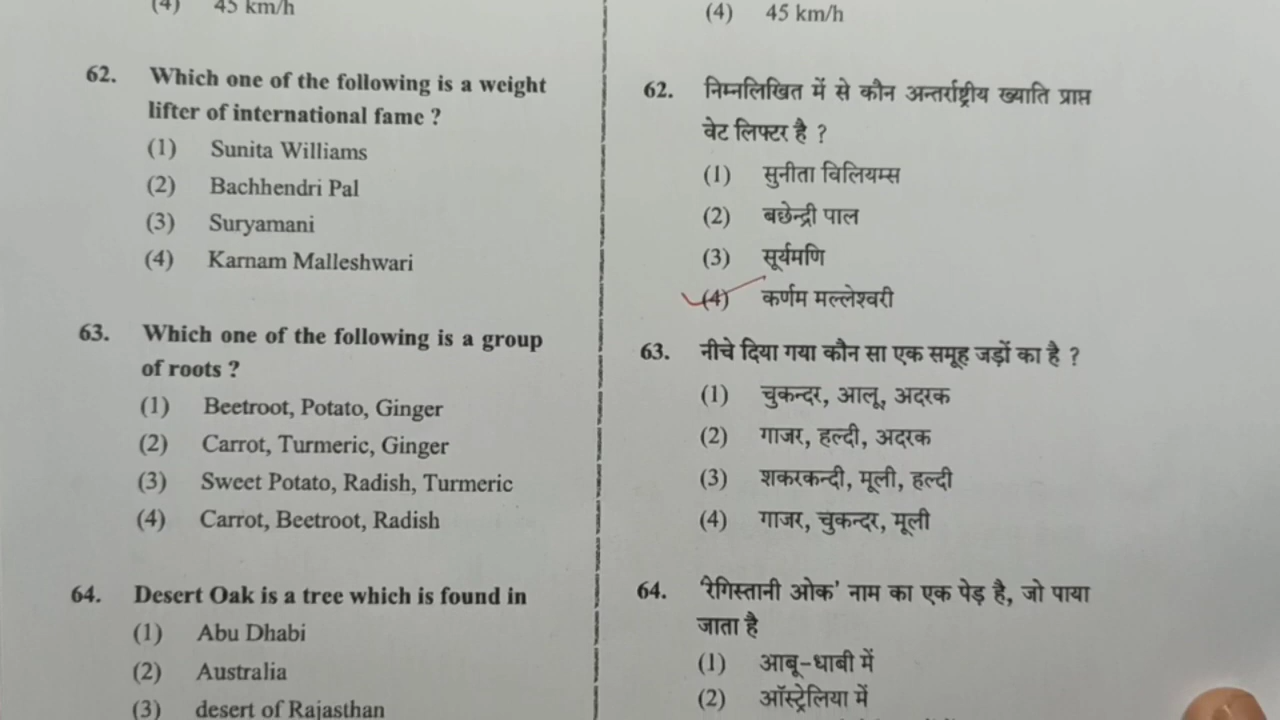 (4) 45 km/h
62. Which one of the following is a weight
lifter of international fame ?
(1) Sunita Williams
(2) Bachhendri Pal
(3) Suryamani
(4) Karnam Malleshwari
63. Which one of the following is a group
of roots ?
(1) Beetroot, Potato, Ginger
(2) Carrot, Turmeric, Ginger
(3) Sweet Potato, Radish, Turmeric
(4) Carrot, Beetroot, Radish
64. Desert Oak is a tree which is found in
(1) Abu Dhabi
(2) Australia
(3) desert of Rajasthan
(4) 45 km/h
62. निम्नलिखित में से कौन अन्तर्राष्ट्रीय ख्याति प्राप्त
वेट लिफ्टर है ?
(1) सुनीता विलियम्स
(2) बछेन्द्री पाल
(3) सूर्यमणि
(4) कर्णम मल्लेश्वरी
63. नीचे दिया गया कौन सा एक समूह जड़ों का है ?
(1) चुकन्दर, आलू, अदरक
(2) गाजर, हल्दी, अदरक
(3) शकरकन्दी, मूली, हल्दी
(4) गाजर, चुकन्दर, मूली
64. 'रेगिस्तानी ओक' नाम का एक पेड़ है, जो पाया
जाता है
(1) आबू-धाबी में
(2) ऑस्ट्रेलिया में